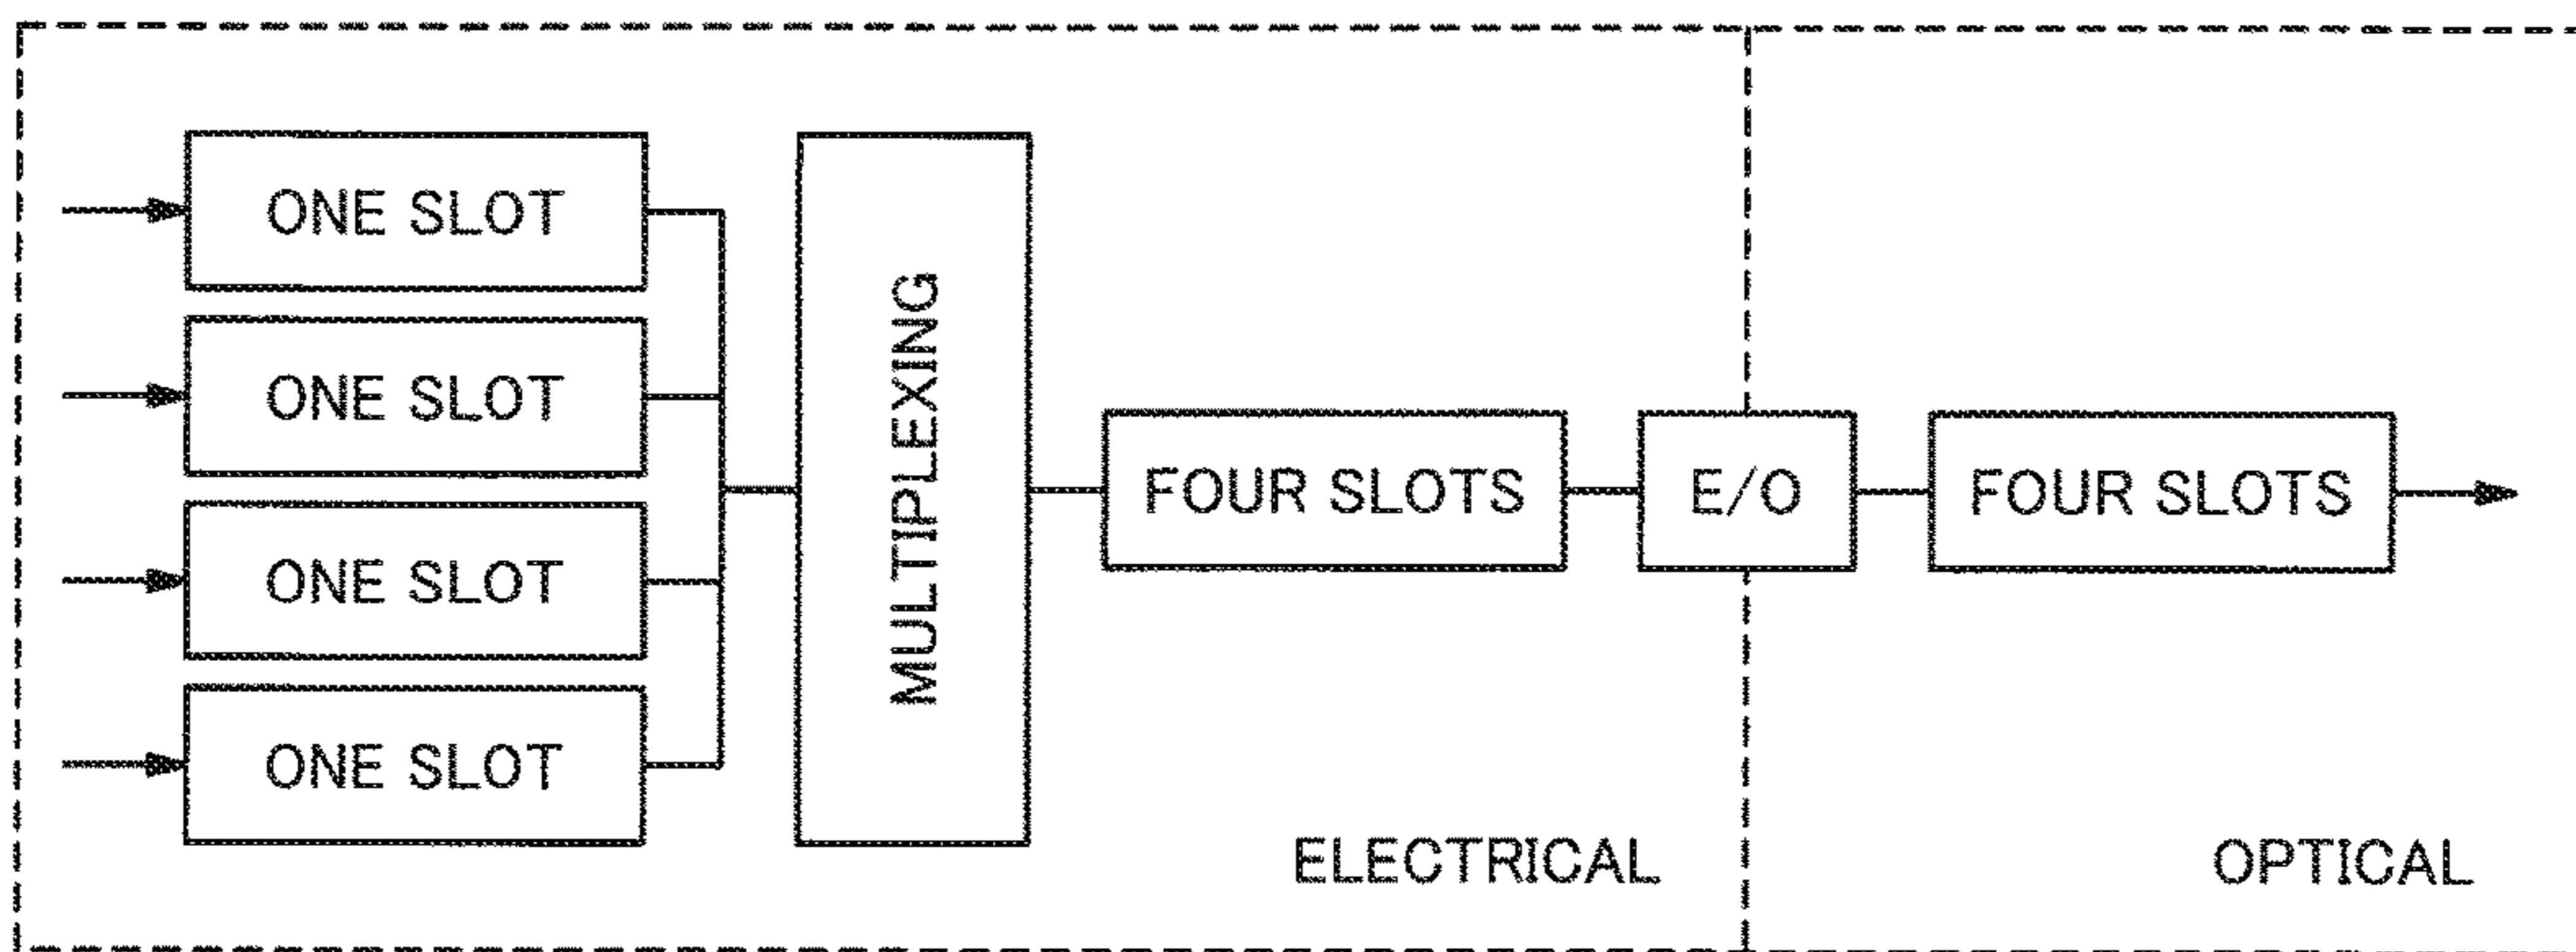 ONE SLOT
ONE SLOT
ONE SLOT
ONE SLOT
MULTIPLEXING
FOUR SLOTS
E/O
FOUR SLOTS
ELECTRICAL
OPTICAL